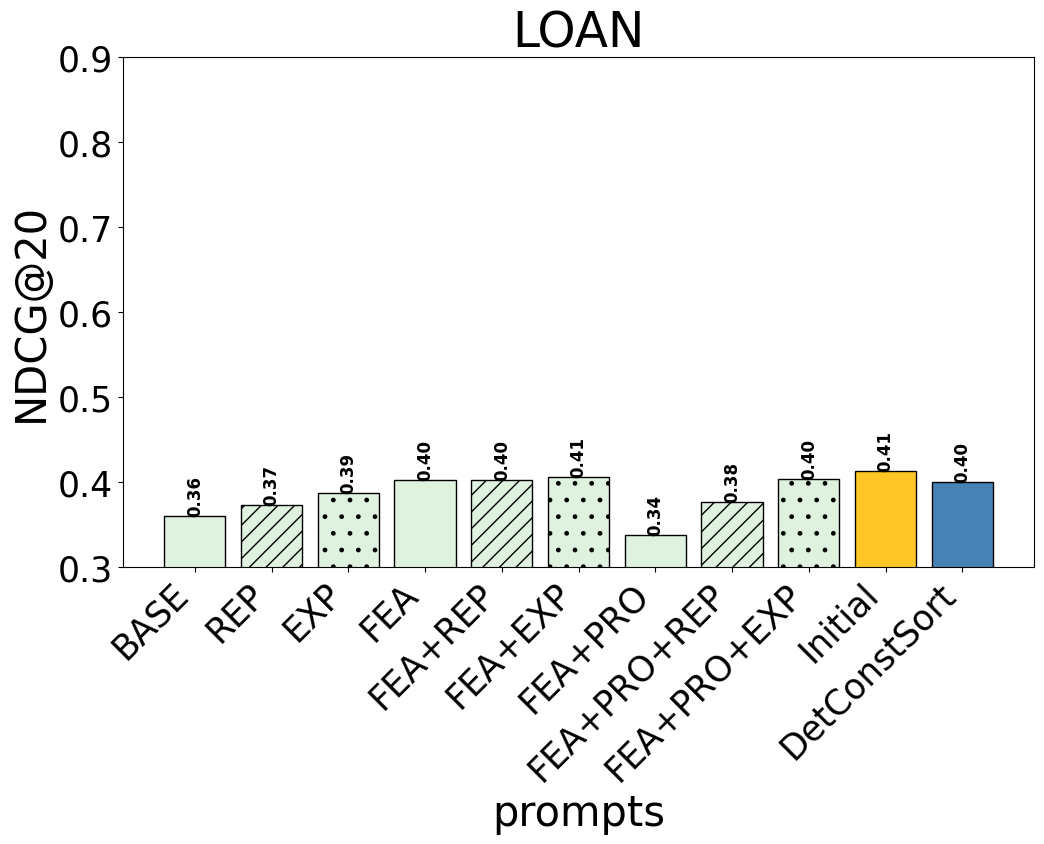 LOAN
NDCG@20
0.9
0.8
0.7
0.6
0.5
0.4
0.3
0.36
0.37
0.39
0.40
0.40
0.41
0.34
0.38
0.40
0.41
0.40
BASE
REP
EXP
FEA
FEA+REP
FEA+EXP
FEA+PRO
FEA+PRO+REP
FEA+PRO+EXP
Initial
DetConstSort
prompts